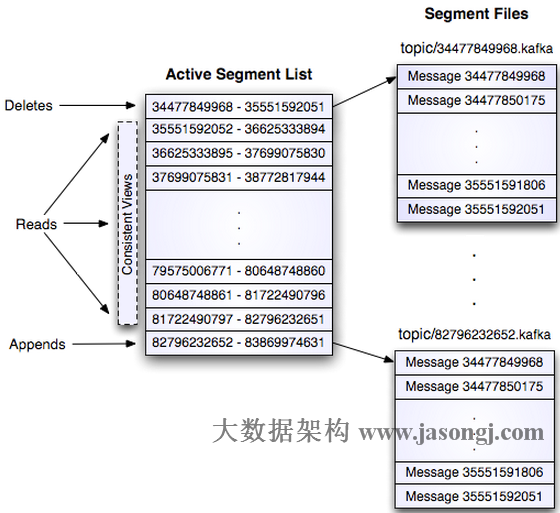 Segment Files
topic/34477849968.kafka
Active Segment List
Message 34477849968
Deletes
34477849968 - 35551592051
Message 34477850175
35551592052 - 36625333894
36625333895 - 37699075830
37699075831 - 38772817944
Message 35551591806
Message 35551592051
Reads
Consistent Views
79575006771 - 80648748860
80648748861 - 81722490796
81722490797 - 82796232651
topic/82796232652.kafka
Appends
82796232652 - 83869974631
Message 34477849968
Message 34477850175
大数据架构 www.jasongj.com
Message 35551591806
Message 35551592051